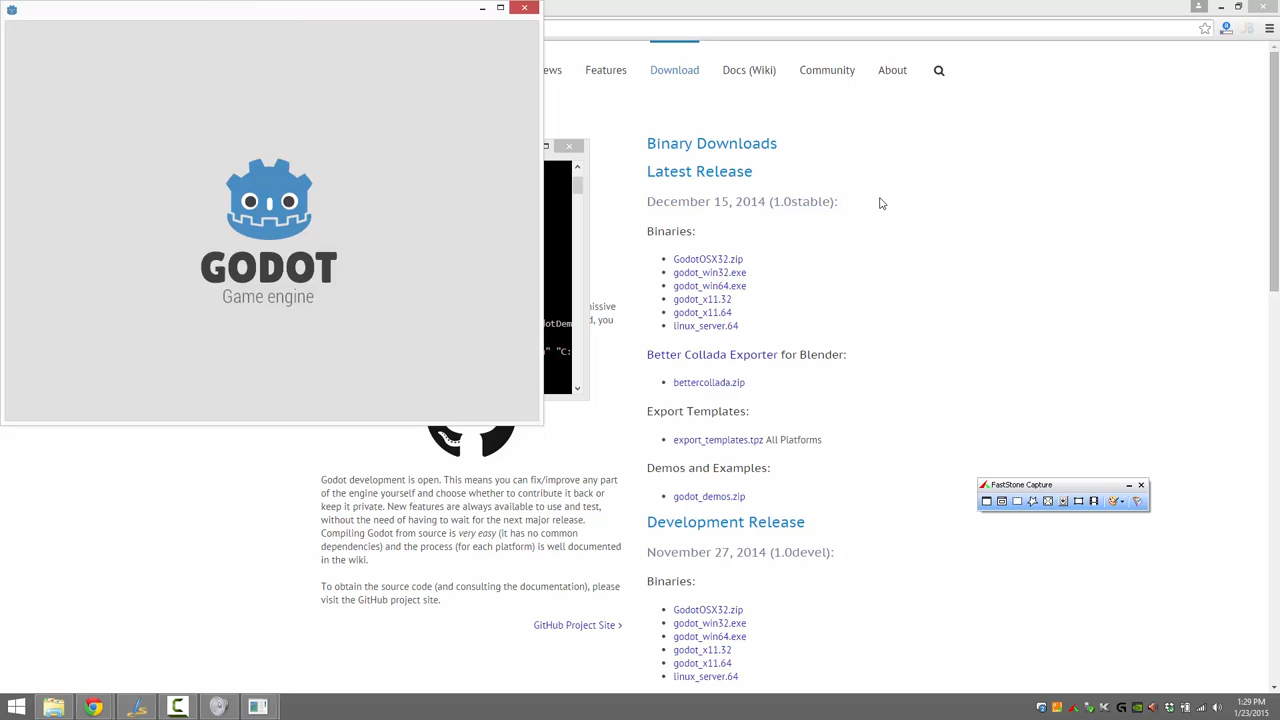 GODOT
Game engine
ews
Features
Download
Docs (Wiki)
Community
About
issive
d, you
otDem
" "C:
Godot development is open. This means you can fix/improve any part
of the engine yourself and choose whether to contribute it back or
keep it private. New features are always available to use and test,
without the need of having to wait for the next major release.
Compiling Godot from source is very easy (it has no common
dependencies) and the process (for each platform) is well documented
in the wiki.
To obtain the source code (and consulting the documentation), please
visit the GitHub project site.
GitHub Project Site >
Binary Downloads
Latest Release
December 15, 2014 (1.0stable):
Binaries:
GodotOSX32.zip
godot_win32.exe
godot_win64.exe
godot_x11.32
godot_x11.64
linux_server.64
Better Collada Exporter for Blender:
bettercollada.zip
Export Templates:
export_templates.tpz All Platforms
Demos and Examples:
godot_demos.zip
Development Release
November 27, 2014 (1.0devel):
Binaries:
GodotOSX32.zip
godot_win32.exe
godot_win64.exe
godot_x11.32
godot_x11.64
linux_server.64
FastStone Capture
1:29 PM
1/23/2015